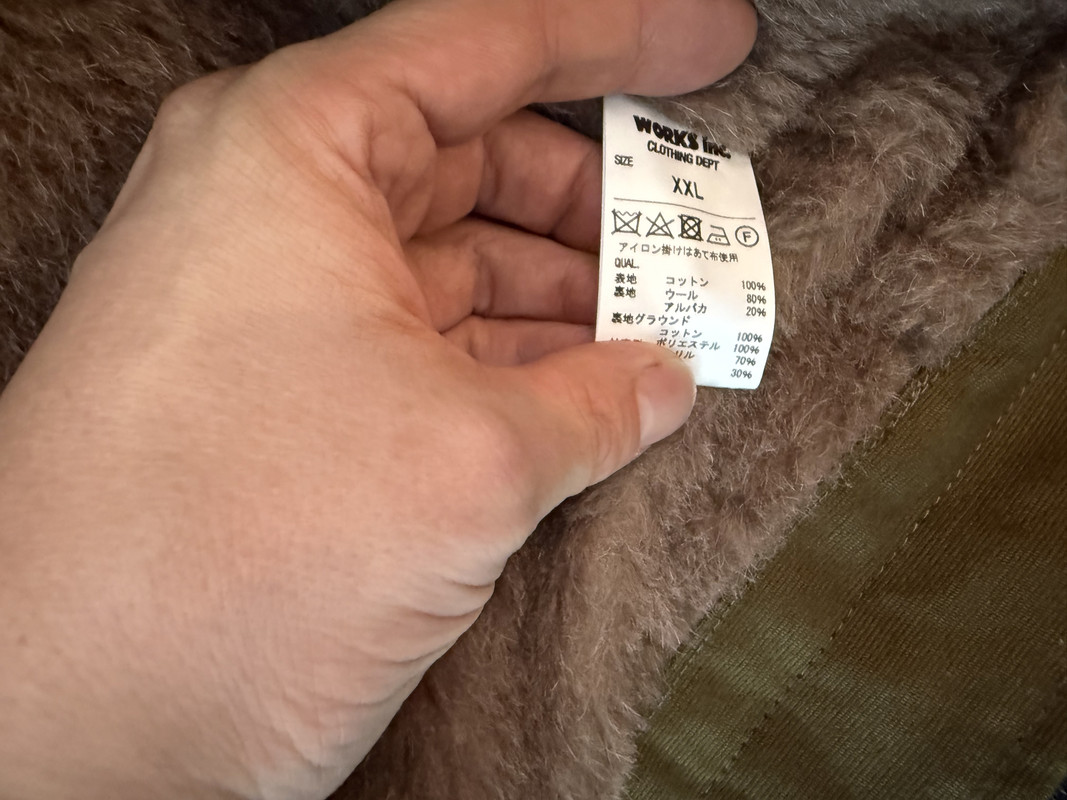 WORKS inc.
CLOTHING DEPT
SIZE
XXL
F
アイロン掛けはあて布使用
QUAL.
表地 コットン 100%
裏地 ウール 80%
アルパカ 20%
裏地グラウンド
コットン 100%
ポリエステル 100%
70%
30%